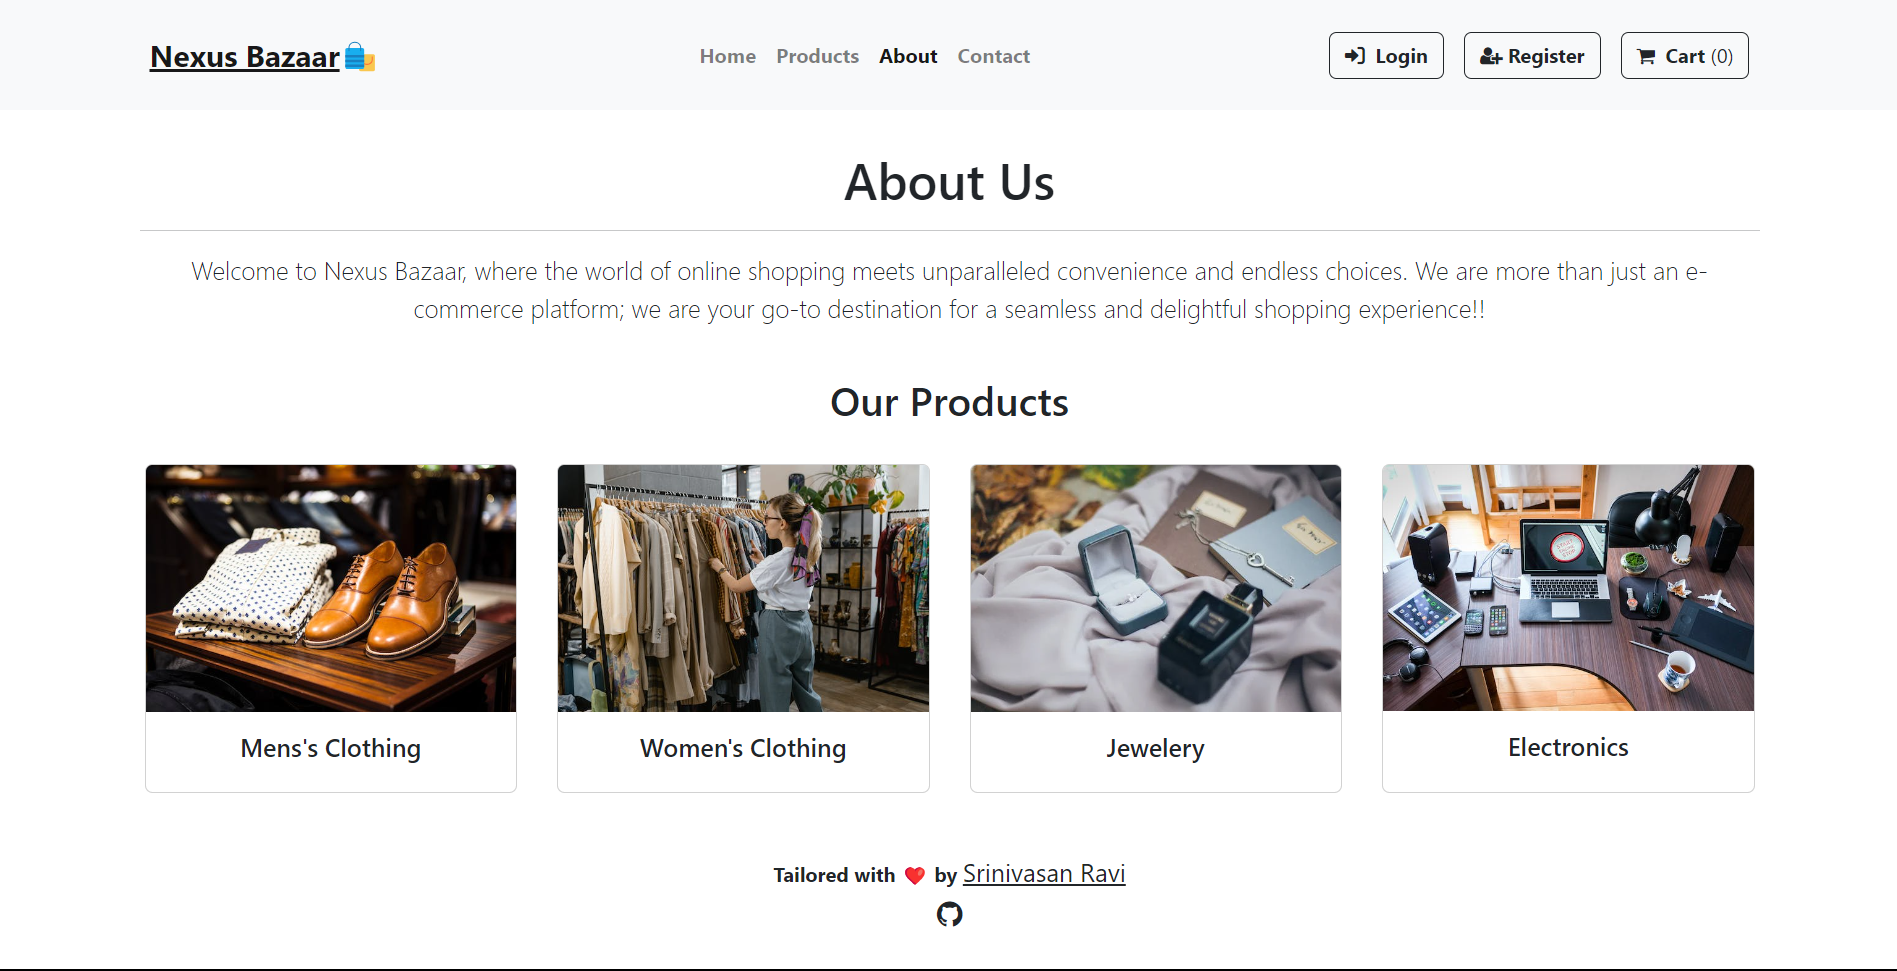 Nexus Bazaar
Home Products About Contact
Login Register Cart (0)
About Us
Welcome to Nexus Bazaar, where the world of online shopping meets unparalleled convenience and endless choices. We are more than just an e-
commerce platform; we are your go-to destination for a seamless and delightful shopping experience!!
Our Products
Mens's Clothing
Women's Clothing
Jewelery
Electronics
Tailored with ❤️ by Srinivasan Ravi